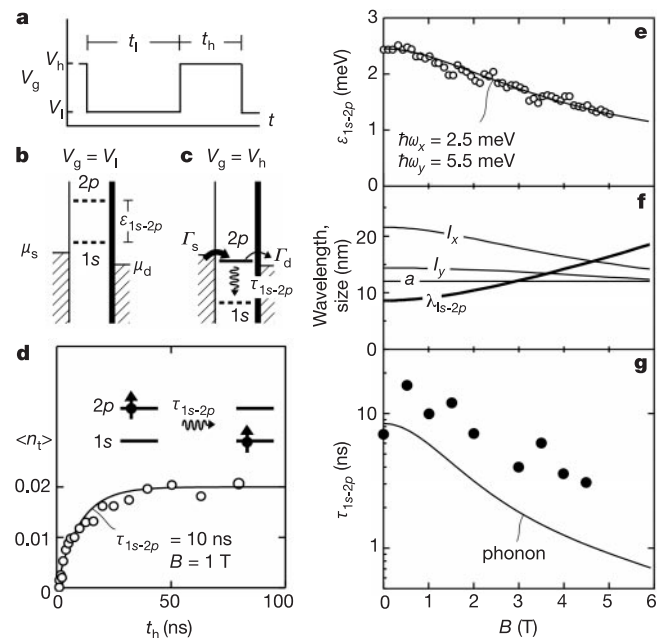 a
t_l
t_h
V_h
V_g
V_l
t
b
V_g = V_l
c
V_g = V_h
2p
ε_1s-2p
1s
μ_s
μ_d
Γ_s
2p
Γ_d
τ_1s-2p
1s
d
2p
1s
τ_1s-2p
<n_t>
0.02
0.01
0
τ_1s-2p = 10 ns
B = 1 T
0
50
100
t_h (ns)
e
3
2
1
0
ε_1s-2p (meV)
ħω_x = 2.5 meV
ħω_y = 5.5 meV
f
20
10
0
Wavelength,
size (nm)
l_x
l_y
a
λ_1s-2p
g
10
1
τ_1s-2p (ns)
phonon
0
1
2
3
4
5
6
B (T)